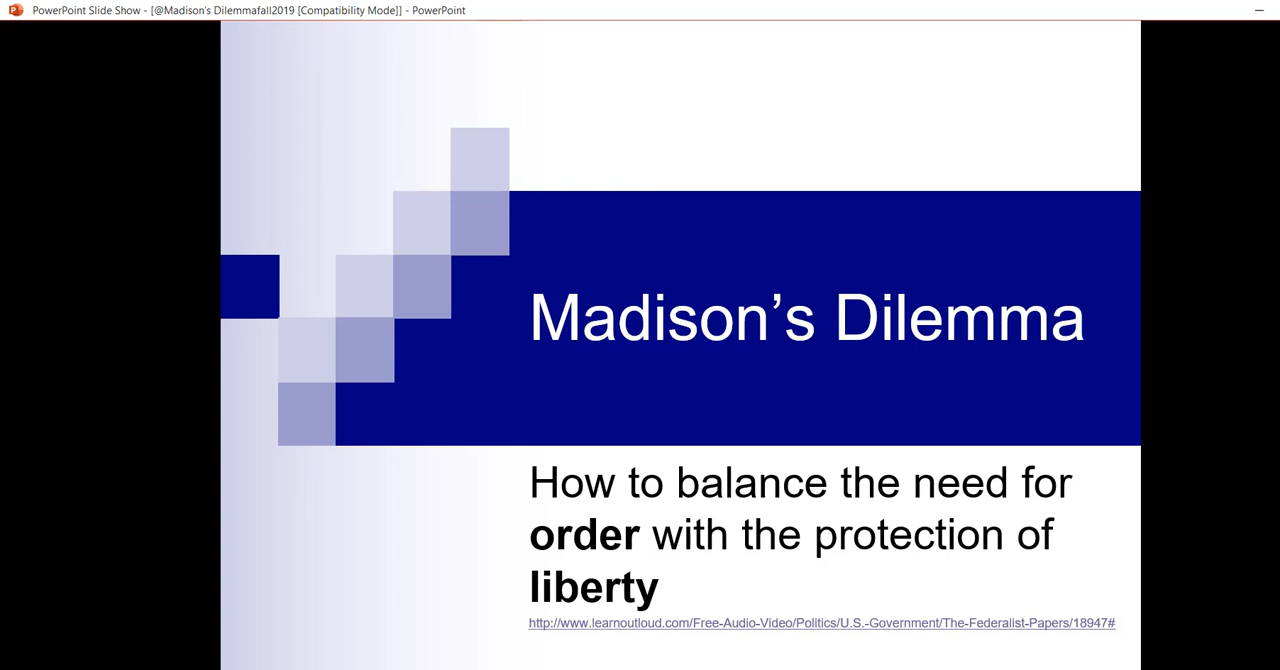 PowerPoint Slide Show - [@Madison's Dilemmafall2019 [Compatibility Mode]] - PowerPoint
Madison’s Dilemma
How to balance the need for
order with the protection of
liberty
http://www.learnoutloud.com/Free-Audio-Video/Politics/U.S.-Government/The-Federalist-Papers/18947#